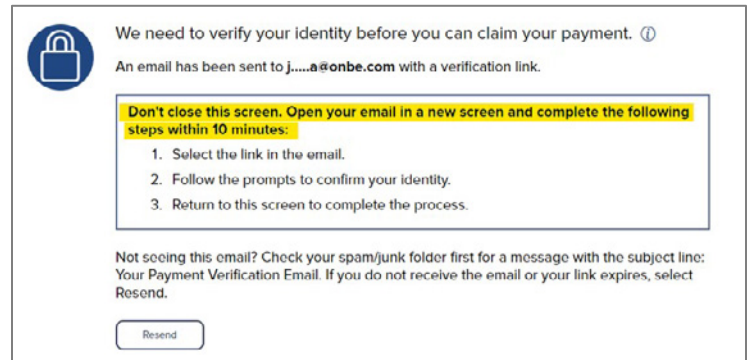 We need to verify your identity before you can claim your payment. ⓘ
An email has been sent to j.....a@onbe.com with a verification link.
Don't close this screen. Open your email in a new screen and complete the following
steps within 10 minutes:
1. Select the link in the email.
2. Follow the prompts to confirm your identity.
3. Return to this screen to complete the process.
Not seeing this email? Check your spam/junk folder first for a message with the subject line:
Your Payment Verification Email. If you do not receive the email or your link expires, select
Resend.
Resend